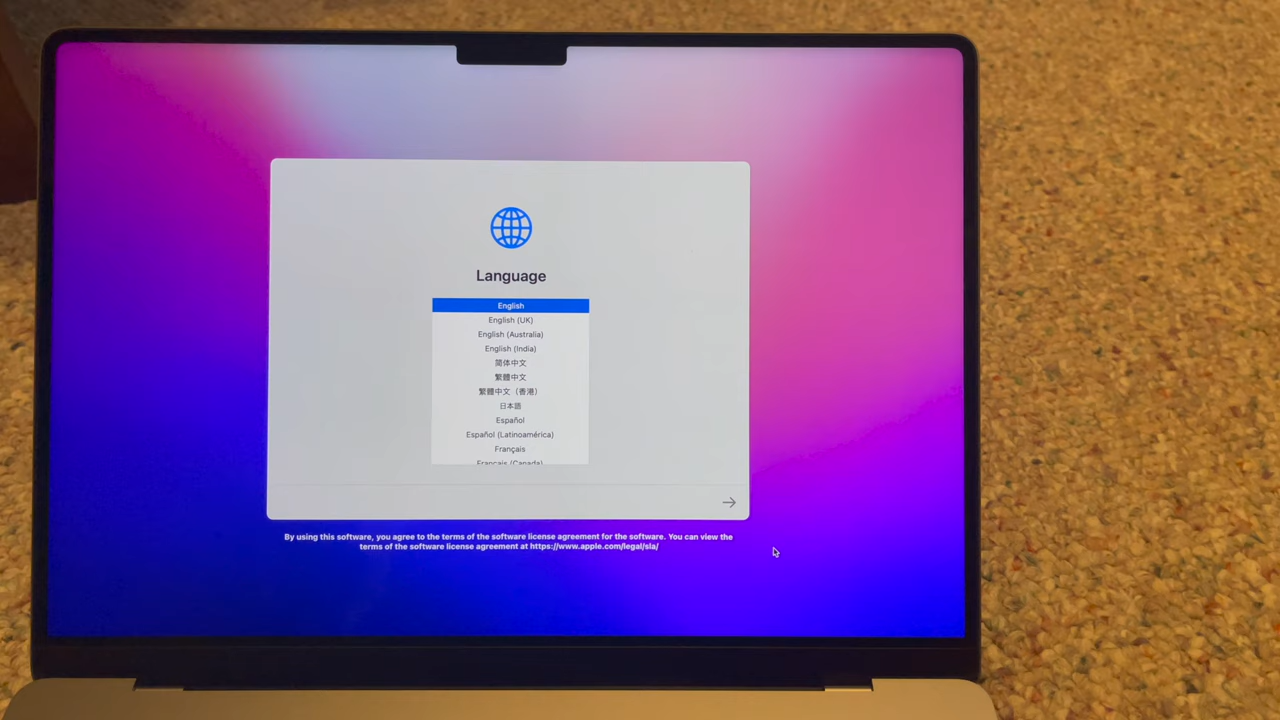 Language
English
English (UK)
English (Australia)
English (India)
简体中文
繁體中文
繁體中文（香港）
日本語
Español
Español (Latinoamérica)
Français
Français (Canada)
By using this software, you agree to the terms of the software license agreement for the software. You can view the
terms of the software license agreement at https://www.apple.com/legal/sla/